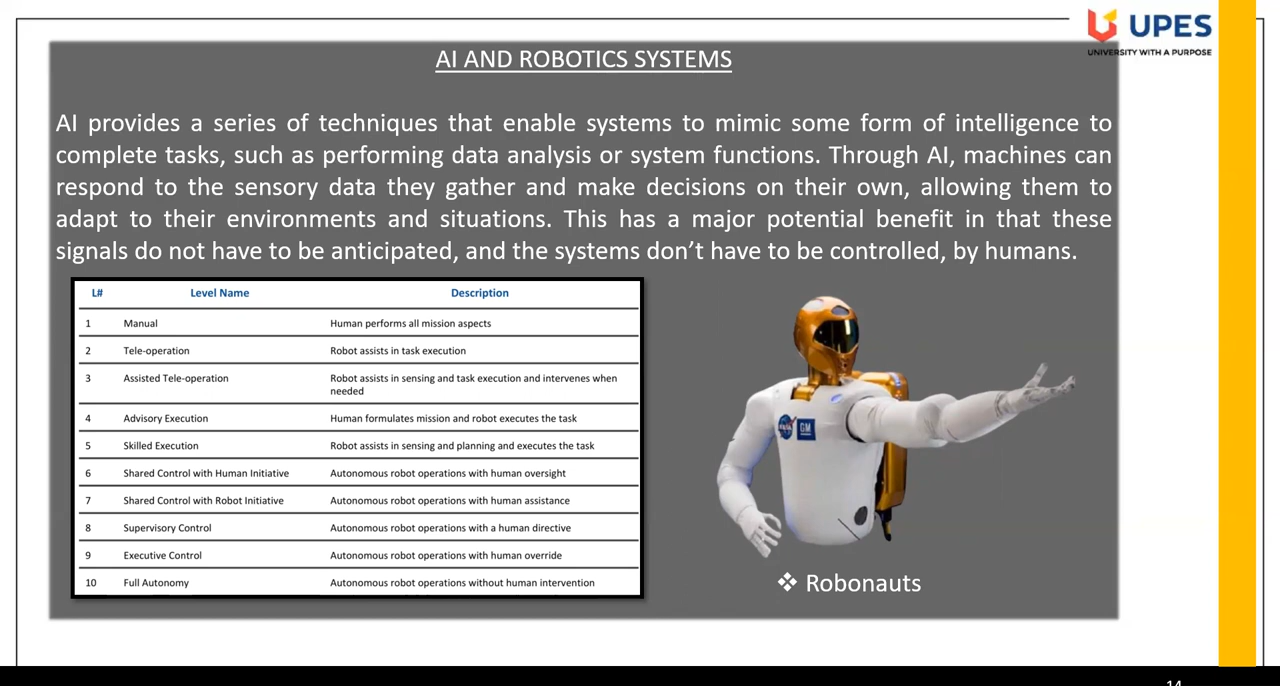 UPES
UNIVERSITY WITH A PURPOSE
AI AND ROBOTICS SYSTEMS
AI provides a series of techniques that enable systems to mimic some form of intelligence to
complete tasks, such as performing data analysis or system functions. Through AI, machines can
respond to the sensory data they gather and make decisions on their own, allowing them to
adapt to their environments and situations. This has a major potential benefit in that these
signals do not have to be anticipated, and the systems don’t have to be controlled, by humans.
L# Level Name Description
1 Manual Human performs all mission aspects
2 Tele-operation Robot assists in task execution
3 Assisted Tele-operation Robot assists in sensing and task execution and intervenes when
needed
4 Advisory Execution Human formulates mission and robot executes the task
5 Skilled Execution Robot assists in sensing and planning and executes the task
6 Shared Control with Human Initiative Autonomous robot operations with human oversight
7 Shared Control with Robot Initiative Autonomous robot operations with human assistance
8 Supervisory Control Autonomous robot operations with a human directive
9 Executive Control Autonomous robot operations with human override
10 Full Autonomy Autonomous robot operations without human intervention
NASA GM
❖ Robonauts
14